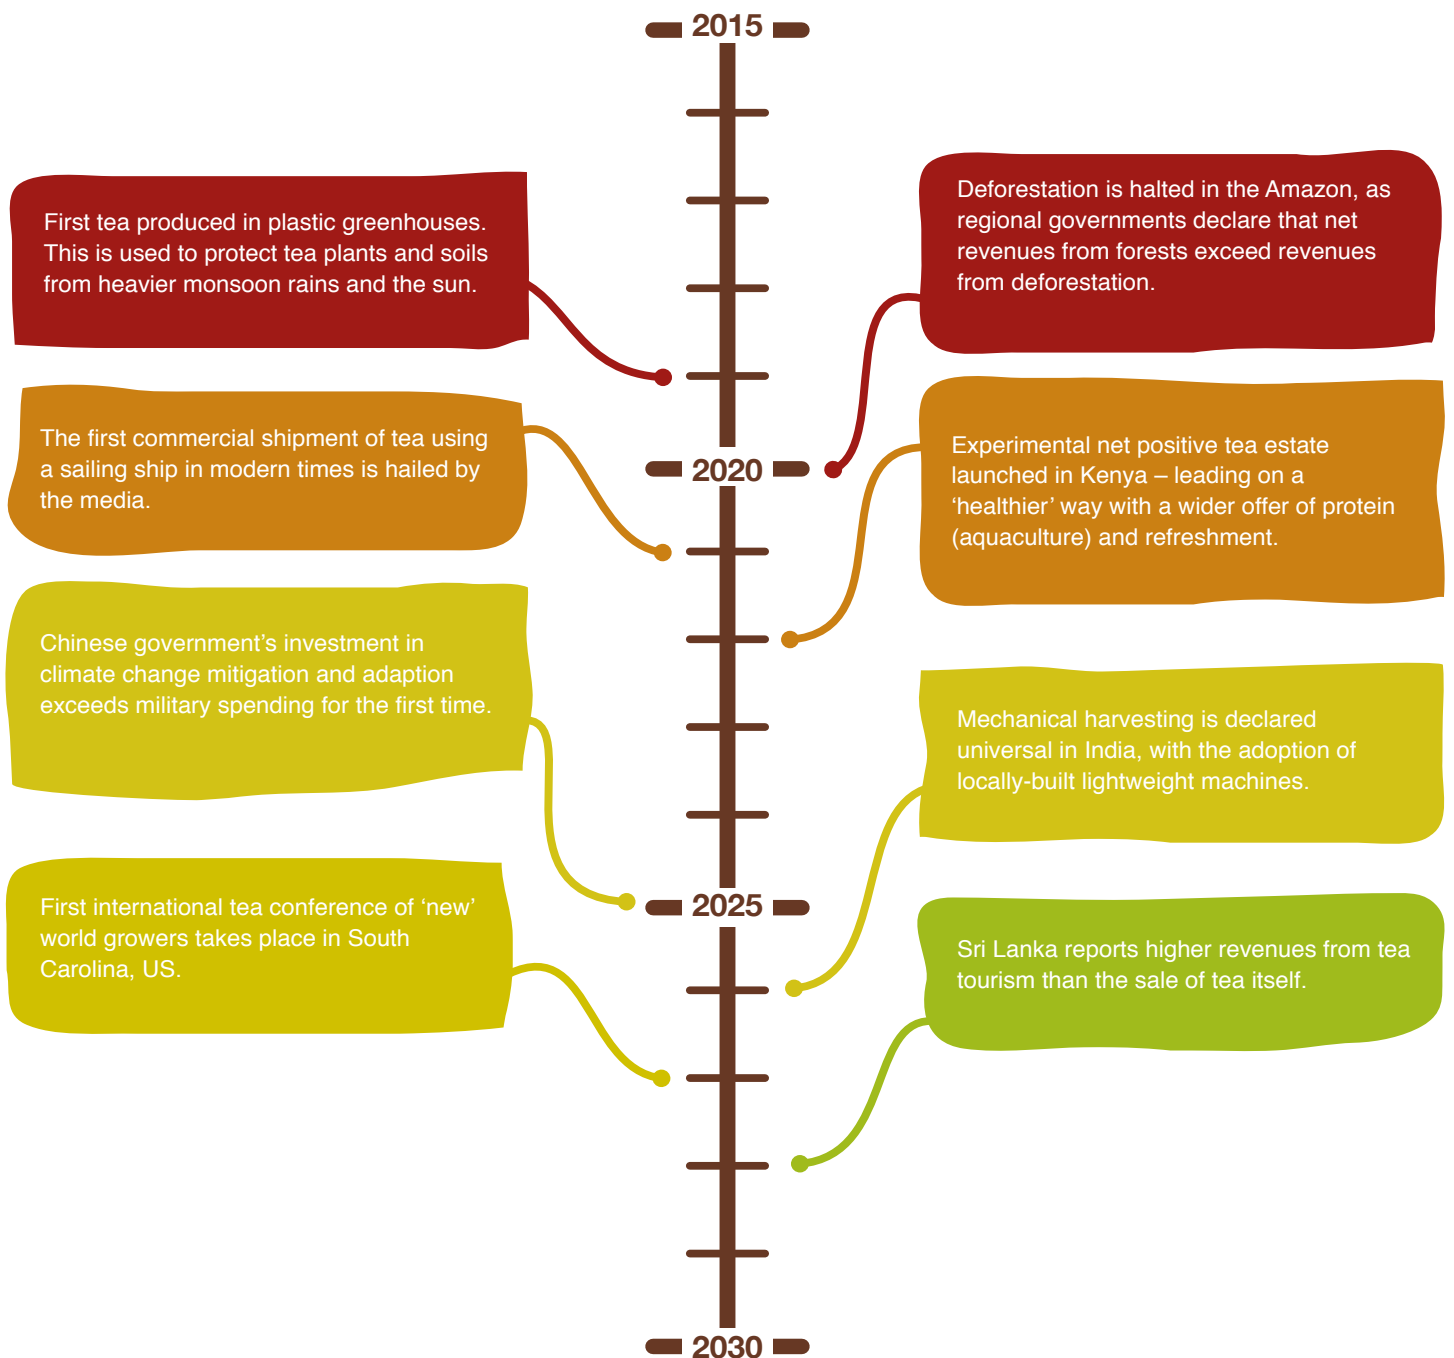 2015
First tea produced in plastic greenhouses.
This is used to protect tea plants and soils
from heavier monsoon rains and the sun.
Deforestation is halted in the Amazon, as
regional governments declare that net
revenues from forests exceed revenues
from deforestation.
The first commercial shipment of tea using
a sailing ship in modern times is hailed by
the media.
2020
Experimental net positive tea estate
launched in Kenya – leading on a
‘healthier’ way with a wider offer of protein
(aquaculture) and refreshment.
Chinese government’s investment in
climate change mitigation and adaption
exceeds military spending for the first time.
Mechanical harvesting is declared
universal in India, with the adoption of
locally-built lightweight machines.
2025
First international tea conference of ‘new’
world growers takes place in South
Carolina, US.
Sri Lanka reports higher revenues from tea
tourism than the sale of tea itself.
2030